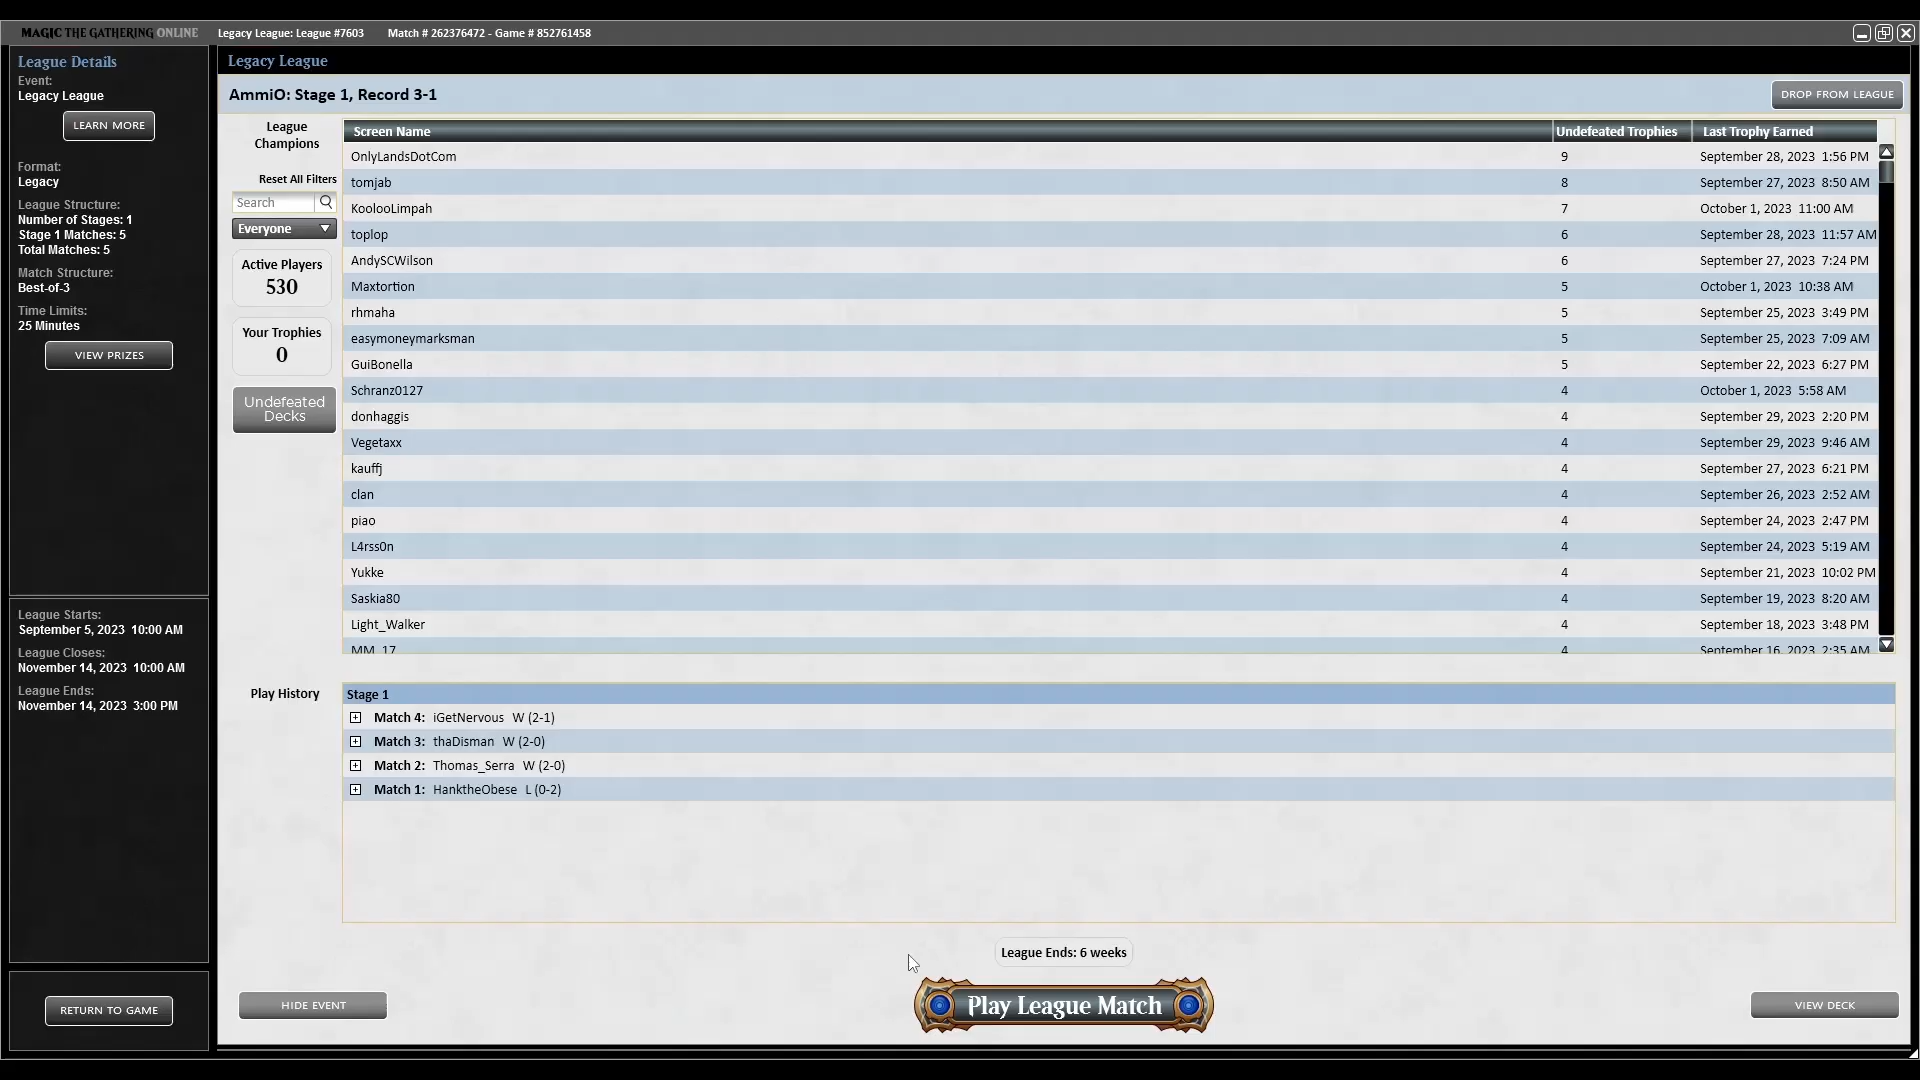 MAGIC THE GATHERING ONLINE Legacy League: League #7603 Match # 262376472 - Game # 852761458
League Details
Event:
Legacy League
LEARN MORE
Format:
Legacy
League Structure:
Number of Stages: 1
Stage 1 Matches: 5
Total Matches: 5
Match Structure:
Best-of-3
Time Limits:
25 Minutes
VIEW PRIZES
League Starts:
September 5, 2023 10:00 AM
League Closes:
November 14, 2023 10:00 AM
League Ends:
November 14, 2023 3:00 PM
RETURN TO GAME
Legacy League
AmmiO: Stage 1, Record 3-1
DROP FROM LEAGUE
League
Champions
Reset All Filters
Search
Everyone
Active Players
530
Your Trophies
0
Undefeated
Decks
Screen Name Undefeated Trophies Last Trophy Earned
OnlyLandsDotCom 9 September 28, 2023 1:56 PM
tomjab 8 September 27, 2023 8:50 AM
KoolooLimpah 7 October 1, 2023 11:00 AM
toplop 6 September 28, 2023 11:57 AM
AndySCWilson 6 September 27, 2023 7:24 PM
Maxtortion 5 October 1, 2023 10:38 AM
rhmaha 5 September 25, 2023 3:49 PM
easymoneymarksman 5 September 25, 2023 7:09 AM
GuiBonella 5 September 22, 2023 6:27 PM
Schranz0127 4 October 1, 2023 5:58 AM
donhaggis 4 September 29, 2023 2:20 PM
Vegetaxx 4 September 29, 2023 9:46 AM
kauffj 4 September 27, 2023 6:21 PM
clan 4 September 26, 2023 2:52 AM
piao 4 September 24, 2023 2:47 PM
L4rss0n 4 September 24, 2023 5:19 AM
Yukke 4 September 21, 2023 10:02 PM
Saskia80 4 September 19, 2023 8:20 AM
Light_Walker 4 September 18, 2023 3:48 PM
MM_17 4 September 16, 2023 2:35 AM
Play History
Stage 1
Match 4: iGetNervous W (2-1)
Match 3: thaDisman W (2-0)
Match 2: Thomas_Serra W (2-0)
Match 1: HanktheObese L (0-2)
League Ends: 6 weeks
HIDE EVENT
Play League Match
VIEW DECK